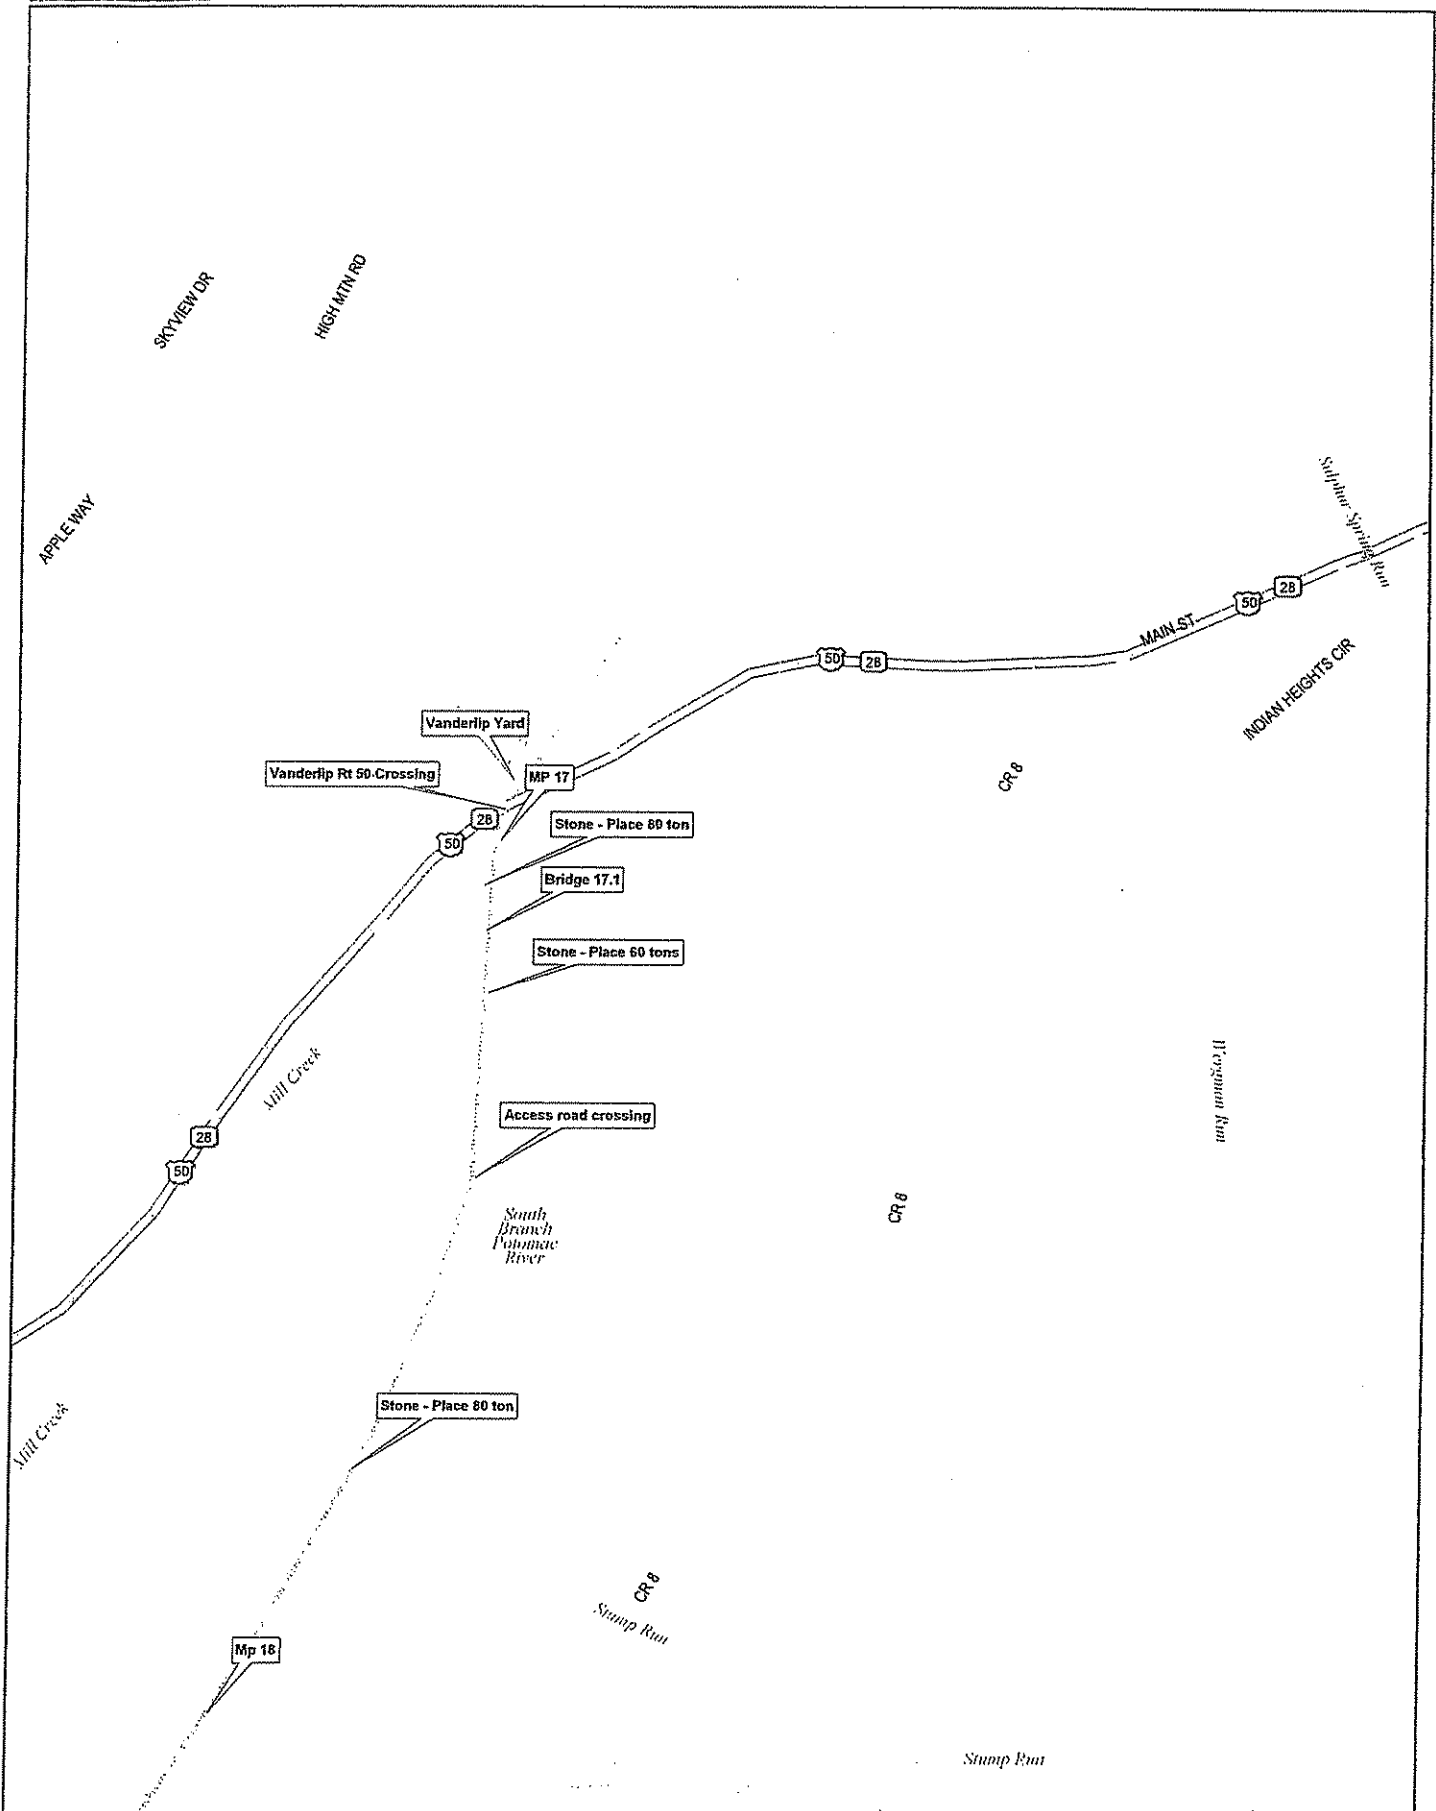 SKYVIEW DR
HIGH MTN RD
APPLE WAY
Sulphur Spring Run
28
50
MAIN ST
50
28
INDIAN HEIGHTS CIR
Vanderlip Yard
CR 8
Vanderlip Rt 50 Crossing
MP 17
28
Stone - Place 80 ton
50
Bridge 17.1
Stone - Place 60 tons
Mill Creek
Wergman Run
Access road crossing
28
50
CR 8
South
Branch
Potomac
River
Stone - Place 80 ton
Mill Creek
CR 8
Stump Run
Mp 18
Stump Run